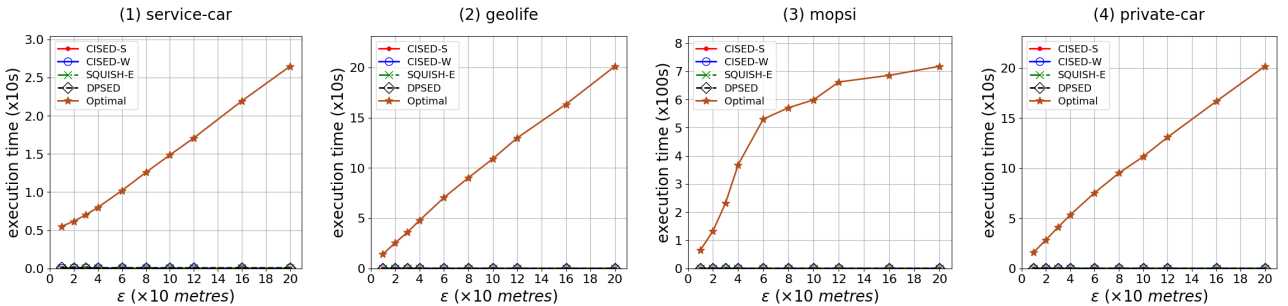 (1) service-car
execution time (x10s)
3.0
2.5
2.0
1.5
1.0
0.5
0.0
CISED-S
CISED-W
SQUISH-E
DPSED
Optimal
0 2 4 6 8 10 12 14 16 18 20
ε (×10 metres)
(2) geolife
execution time (x10s)
20
15
10
5
0
CISED-S
CISED-W
SQUISH-E
DPSED
Optimal
0 2 4 6 8 10 12 14 16 18 20
ε (×10 metres)
(3) mopsi
execution time (x100s)
8
7
6
5
4
3
2
1
0
CISED-S
CISED-W
SQUISH-E
DPSED
Optimal
0 2 4 6 8 10 12 14 16 18 20
ε (×10 metres)
(4) private-car
execution time (x10s)
20
15
10
5
0
CISED-S
CISED-W
SQUISH-E
DPSED
Optimal
0 2 4 6 8 10 12 14 16 18 20
ε (×10 metres)